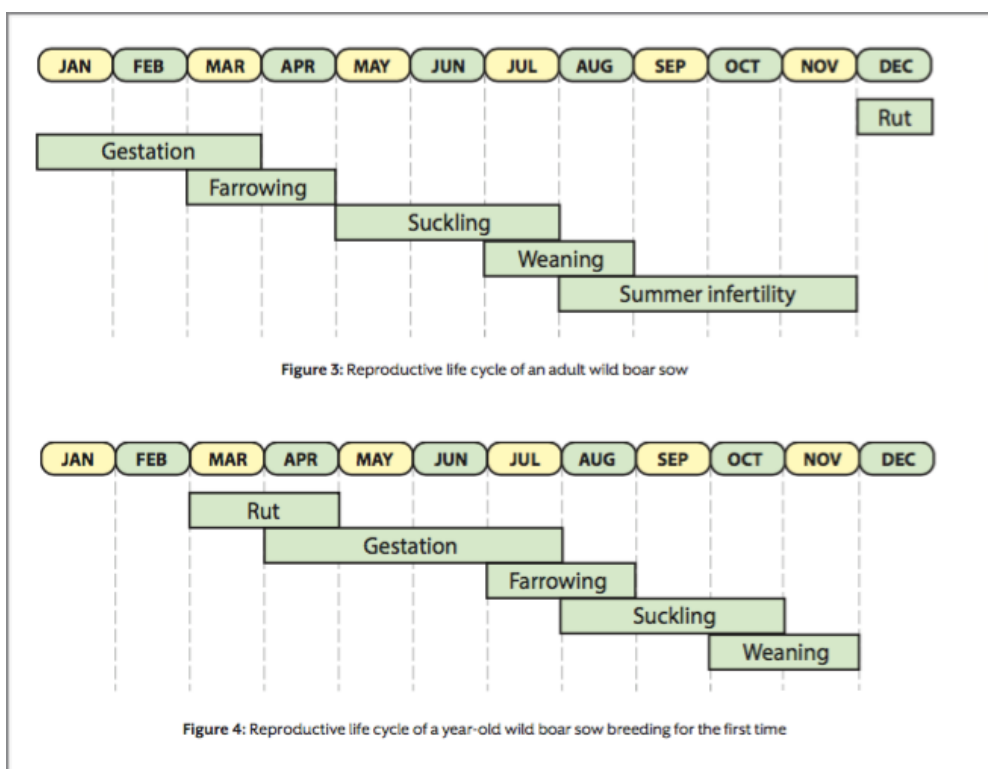 JAN FEB MAR APR MAY JUN JUL AUG SEP OCT NOV DEC
Rut
Gestation
Farrowing
Suckling
Weaning
Summer infertility
Figure 3: Reproductive life cycle of an adult wild boar sow
JAN FEB MAR APR MAY JUN JUL AUG SEP OCT NOV DEC
Rut
Gestation
Farrowing
Suckling
Weaning
Figure 4: Reproductive life cycle of a year-old wild boar sow breeding for the first time